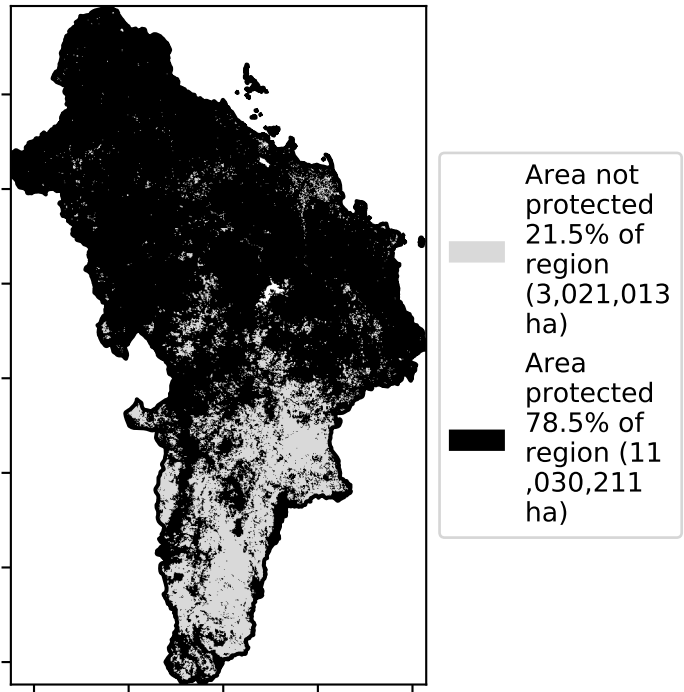 Area not
protected
21.5% of
region
(3,021,013
ha)
Area
protected
78.5% of
region (11
,030,211
ha)